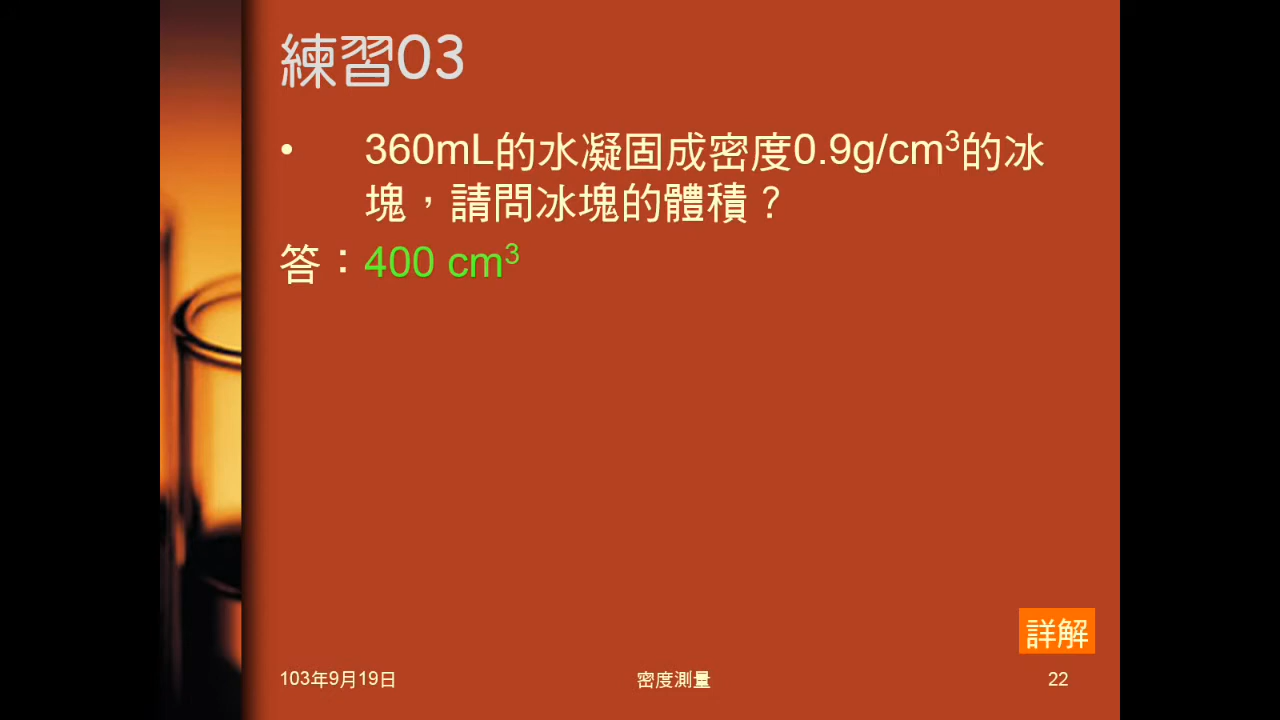 練習03
• 360mL的水凝固成密度0.9g/cm³的冰
塊，請問冰塊的體積？
答：400 cm³
詳解
103年9月19日 密度測量 22